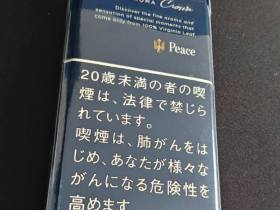 AROMA Crown
Discover the fine aroma and
sensation of special moments that
come only from 100% Virginia Leaf.
Peace
20歳未満の者の喫
煙は、法律で禁じら
れています。
喫煙は、肺がんをは
じめ、あなたが様々な
がんになる危険性を
高めます。